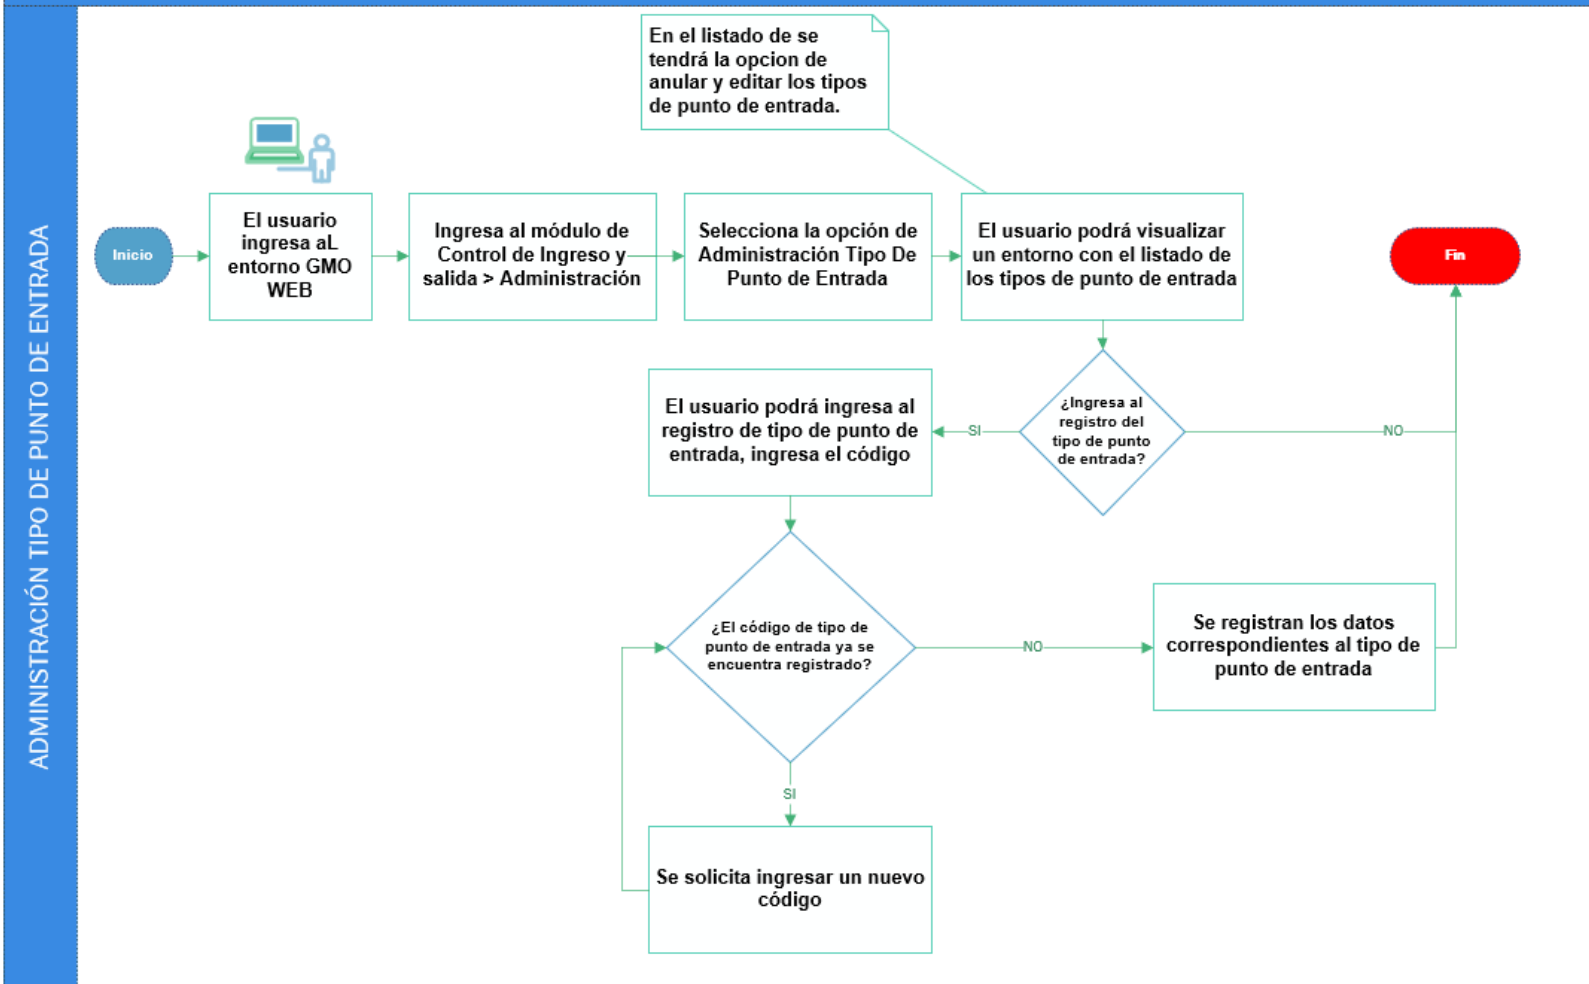 ADMINISTRACIÓN TIPO DE PUNTO DE ENTRADA
En el listado de se
tendrá la opcion de
anular y editar los tipos
de punto de entrada.
Inicio
El usuario
ingresa aL
entorno GMO
WEB
Ingresa al módulo de
Control de Ingreso y
salida > Administración
Selecciona la opción de
Administración Tipo De
Punto de Entrada
El usuario podrá visualizar
un entorno con el listado de
los tipos de punto de entrada
Fin
¿Ingresa al
registro del
tipo de punto
de entrada?
SI
NO
El usuario podrá ingresa al
registro de tipo de punto de
entrada, ingresa el código
¿El código de tipo de
punto de entrada ya se
encuentra registrado?
NO
Se registran los datos
correspondientes al tipo de
punto de entrada
SI
Se solicita ingresar un nuevo
código